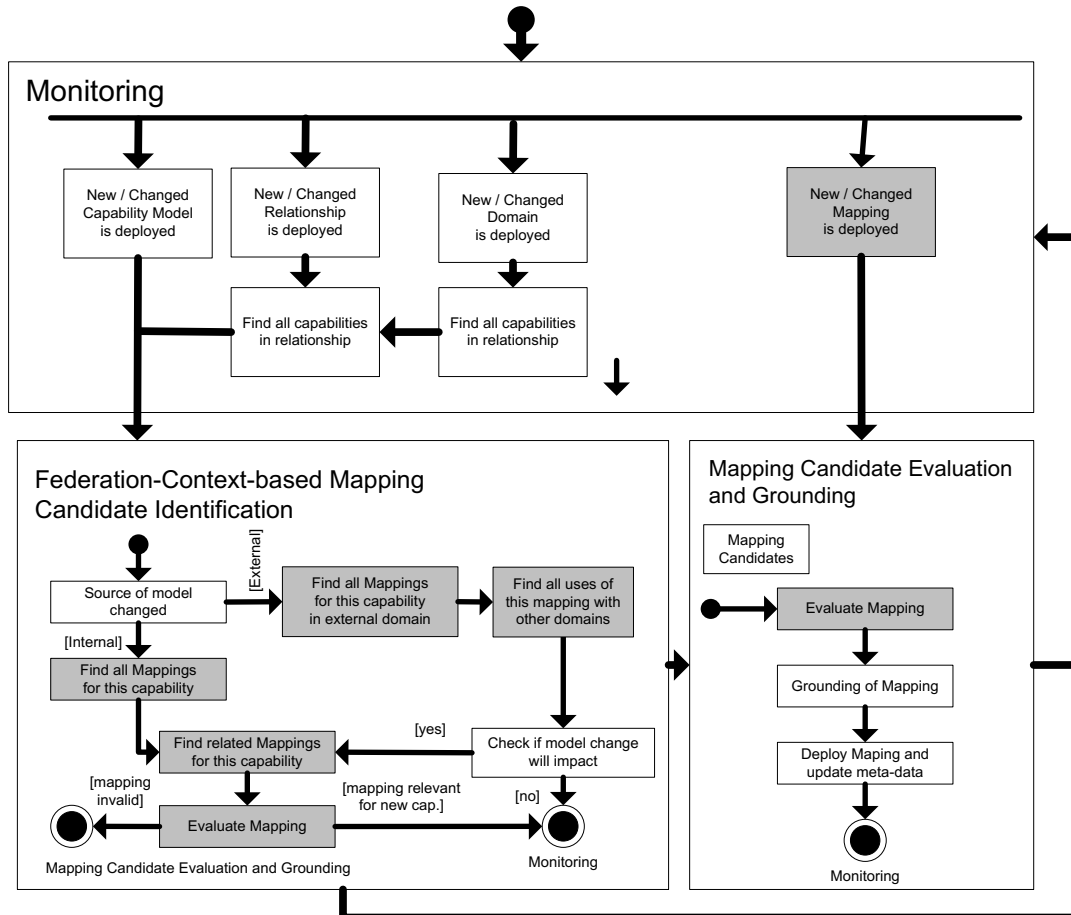 Monitoring
New / Changed
Capability Model
is deployed
New / Changed
Relationship
is deployed
New / Changed
Domain
is deployed
New / Changed
Mapping
is deployed
Find all capabilities
in relationship
Find all capabilities
in relationship
Federation-Context-based Mapping
Candidate Identification
[External]
Source of model
changed
Find all Mappings
for this capability
in external domain
Find all uses of
this mapping with
other domains
[Internal]
Find all Mappings
for this capability
Find related Mappings
for this capability
[yes]
Check if model change
will impact
[mapping
invalid]
[mapping relevant
for new cap.]
[no]
Evaluate Mapping
Mapping Candidate Evaluation and Grounding
Monitoring
Mapping Candidate Evaluation
and Grounding
Mapping
Candidates
Evaluate Mapping
Grounding of Mapping
Deploy Maping and
update meta-data
Monitoring